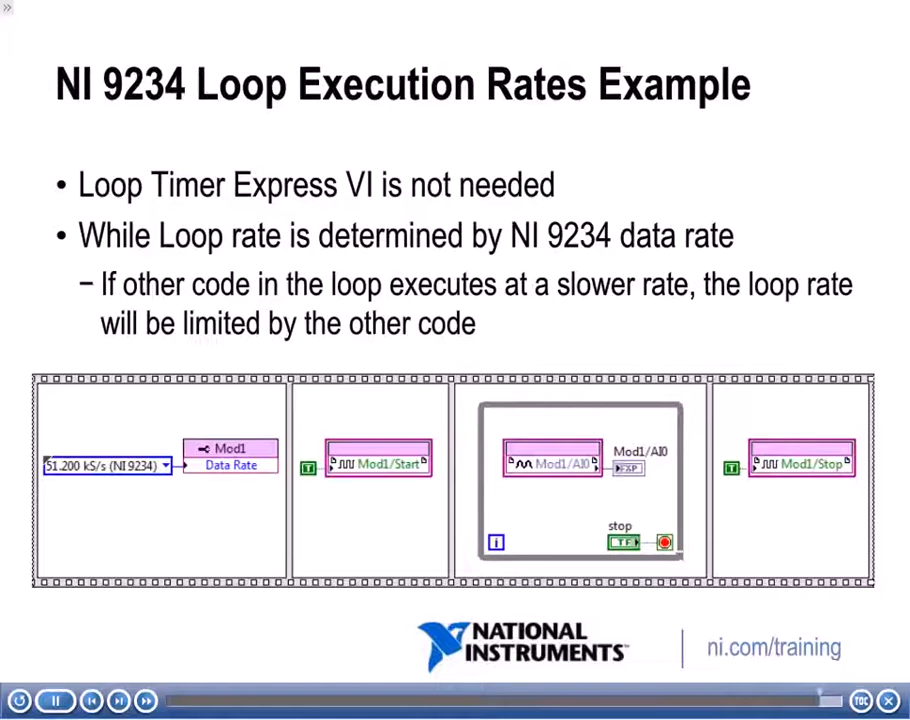 NI 9234 Loop Execution Rates Example
• Loop Timer Express VI is not needed
• While Loop rate is determined by NI 9234 data rate
– If other code in the loop executes at a slower rate, the loop rate
will be limited by the other code
51.200 kS/s (NI 9234)
Mod1
Data Rate
T
Mod1/Start
Mod1/AI0
Mod1/AI0
FXP
i
stop
TF
T
Mod1/Stop
NATIONAL
INSTRUMENTS™
ni.com/training
TOC